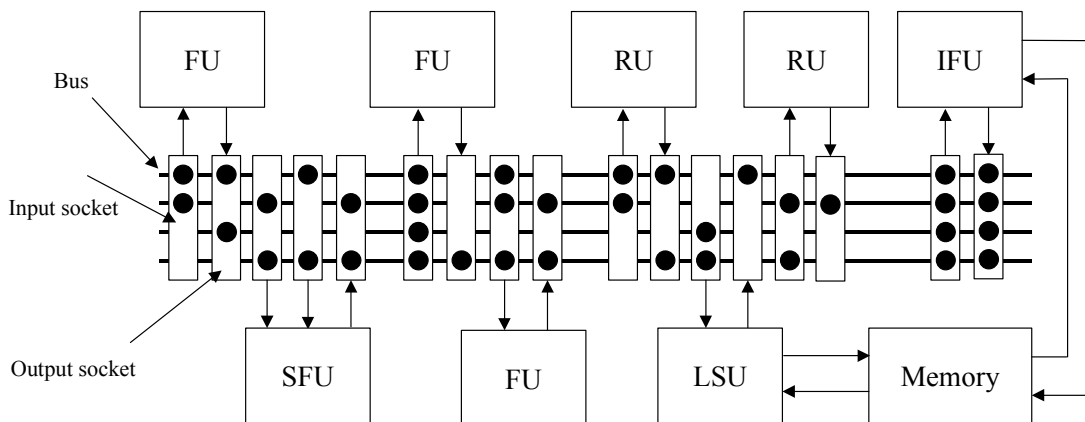 FU
FU
RU
RU
IFU
Bus
Input socket
Output socket
SFU
FU
LSU
Memory